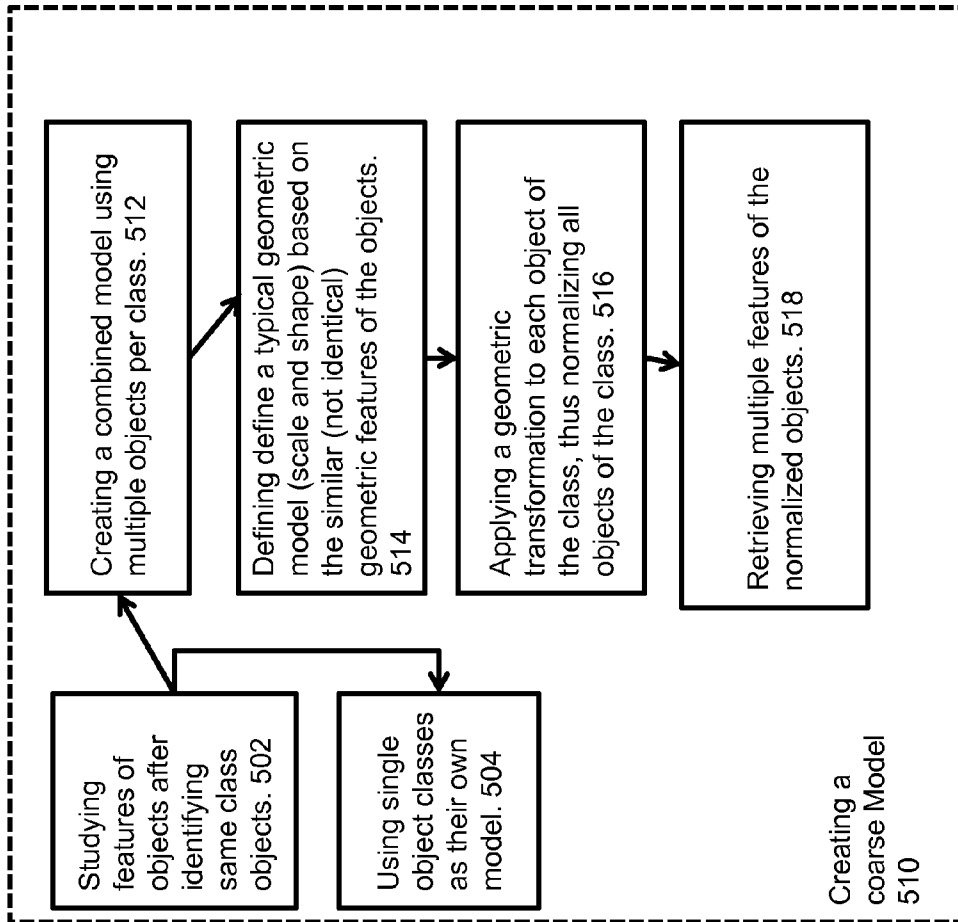 Studying
features of
objects after
identifying
same class
objects. 502
Using single
object classes
as their own
model. 504
Creating a combined model using
multiple objects per class. 512
Defining define a typical geometric
model (scale and shape) based on
the similar (not identical)
geometric features of the objects.
514
Applying a geometric
transformation to each object of
the class, thus normalizing all
objects of the class. 516
Retrieving multiple features of the
normalized objects. 518
Creating a
coarse Model
510